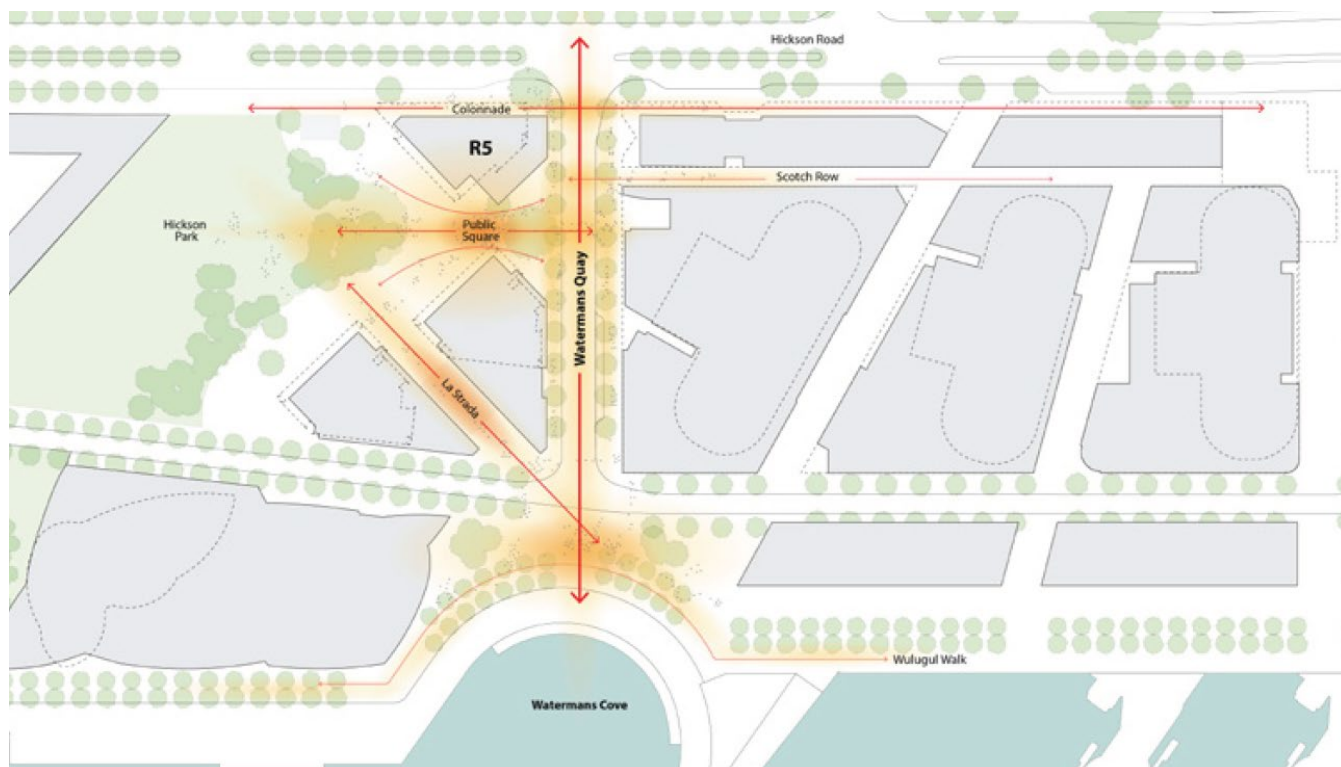 Hickson Road
Colonnade
R5
Scotch Row
Hickson
Park
Public
Square
Watermans Quay
La Strada
Wulugul Walk
Watermans Cove